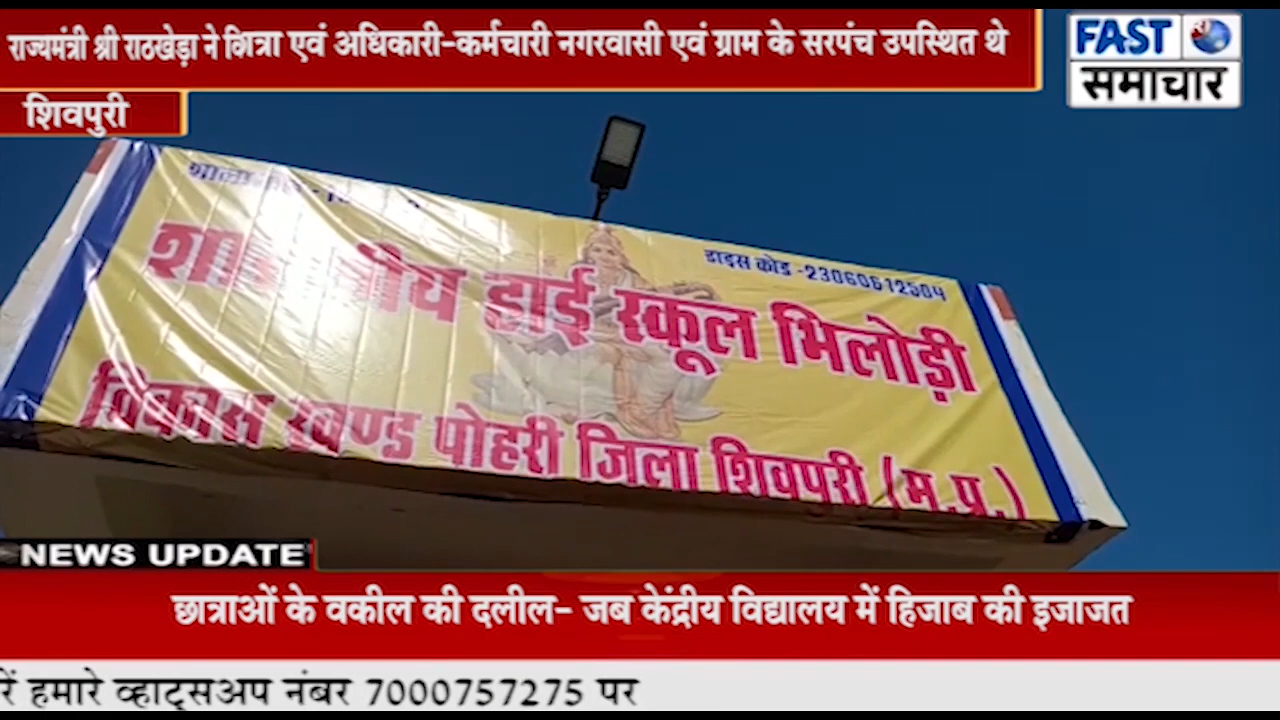 राज्यमंत्री श्री राठखेड़ा ने शित्रा एवं अधिकारी-कर्मचारी नगरवासी एवं ग्राम के सरपंच उपस्थित थे
FAST
समाचार
शिवपुरी
डाइस कोड -23060612504
हाई स्कूल भिलोड़ी
विकास खण्ड पोहरी जिला शिवपुरी (म.प्र.)
NEWS UPDATE
छात्राओं के वकील की दलील- जब केंद्रीय विद्यालय में हिजाब की इजाजत
रें हमारे व्हाट्सअप नंबर 7000757275 पर